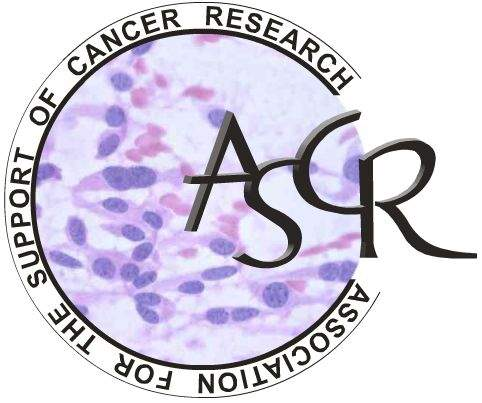 ASSOCIATION FOR THE SUPPORT OF CANCER RESEARCH
ASCR